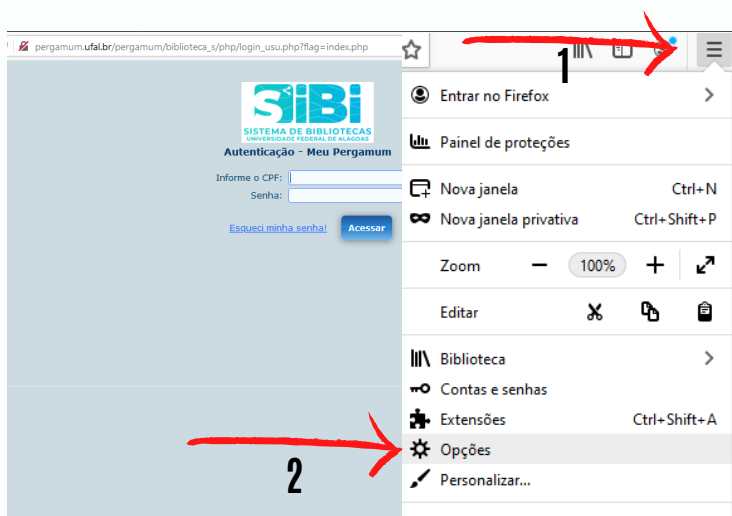 pergamum.ufal.br/pergamum/biblioteca_s/php/login_usu.php?flag=index.php
1
SiBi
SISTEMA DE BIBLIOTECAS
UNIVERSIDADE FEDERAL DE ALAGOAS
Autenticação - Meu Pergamum
Informe o CPF:
Senha:
Esqueci minha senha!
Acessar
Entrar no Firefox
Painel de proteções
Nova janela Ctrl+N
Nova janela privativa Ctrl+Shift+P
Zoom 100%
Editar
Biblioteca
Contas e senhas
Extensões Ctrl+Shift+A
Opções
2
Personalizar...